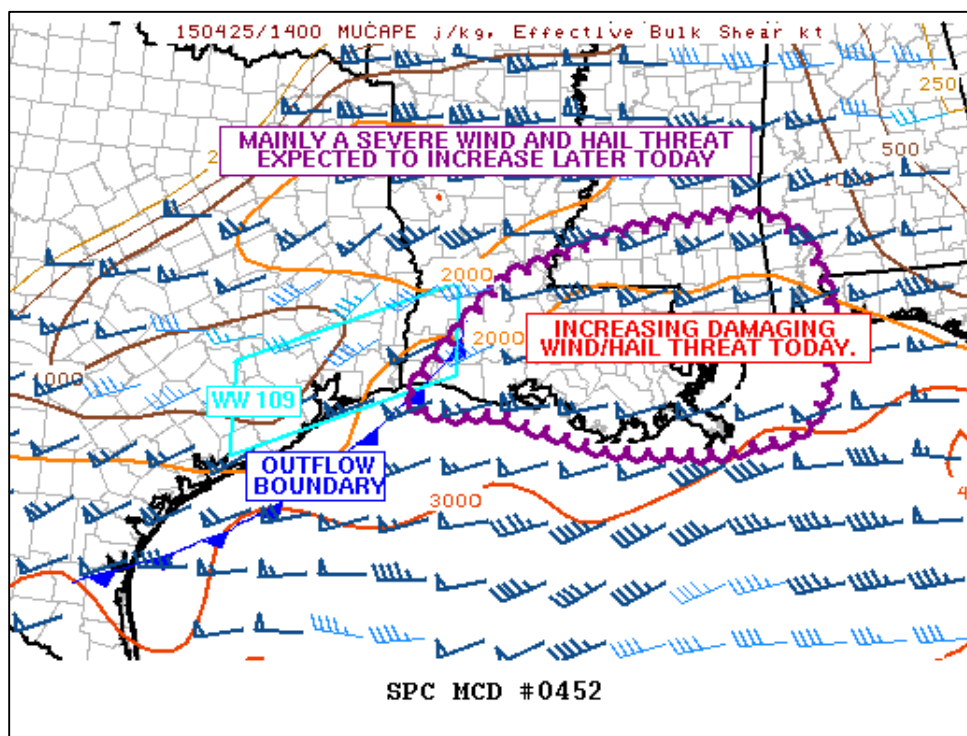 150425/1400 MUCAPE j/kg, Effective Bulk Shear kt
250
MAINLY A SEVERE WIND AND HAIL THREAT
EXPECTED TO INCREASE LATER TODAY
500
2000
2000
INCREASING DAMAGING
WIND/HAIL THREAT TODAY.
1000
WW 109
OUTFLOW
BOUNDARY
3000
SPC MCD #0452